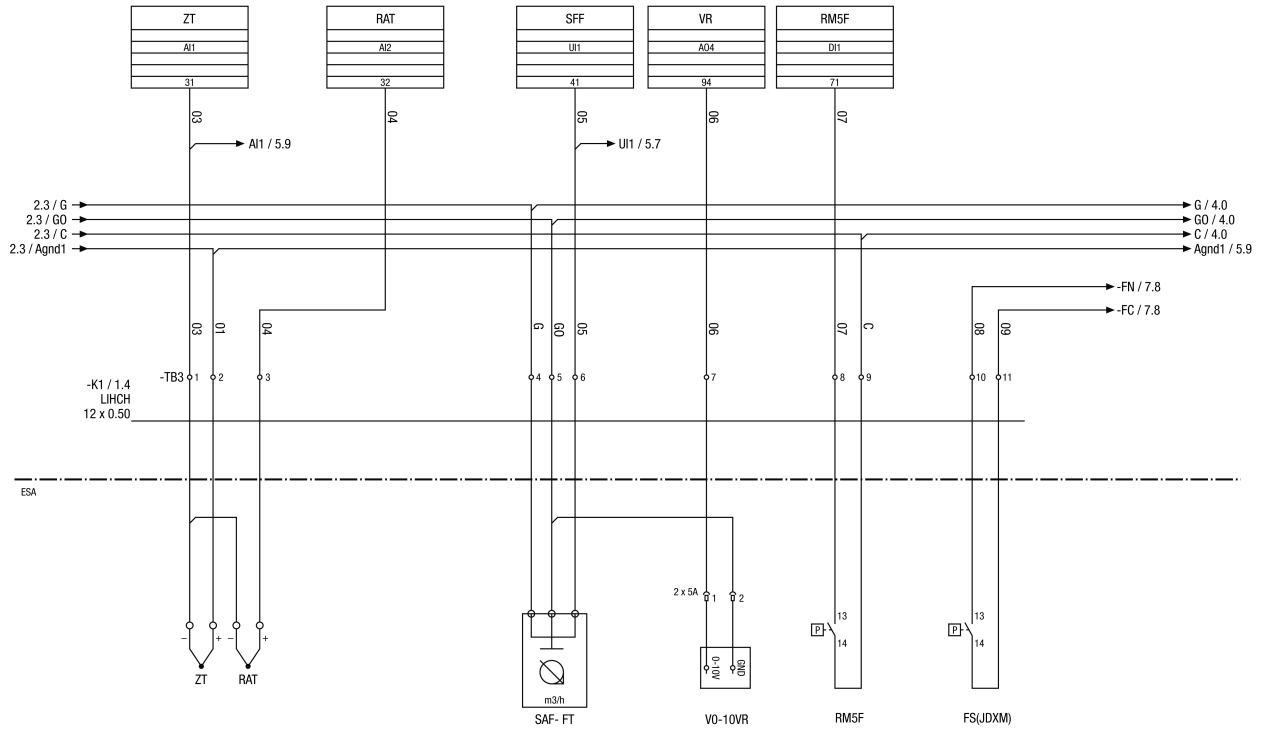 ZT
RAT
SFF
VR
RM5F
AI1
AI2
UI1
AO4
DI1
31
32
41
94
71
03
04
05
06
07
AI1 / 5.9
UI1 / 5.7
2.3 / G
G / 4.0
2.3 / GO
GO / 4.0
2.3 / C
C / 4.0
2.3 / Agnd1
Agnd1 / 5.9
-FN / 7.8
-FC / 7.8
03
01
04
G
GO
05
06
07
C
08
09
-TB3
1
2
3
4
5
6
7
8
9
10
11
-K1 / 1.4
LIHCH
12 x 0.50
ESA
2 x 5A
1
2
13
13
P
P
14
14
–
+
–
+
0-10V
GND
ZT
RAT
m3/h
SAF- FT
V0-10VR
RM5F
FS(JDXM)